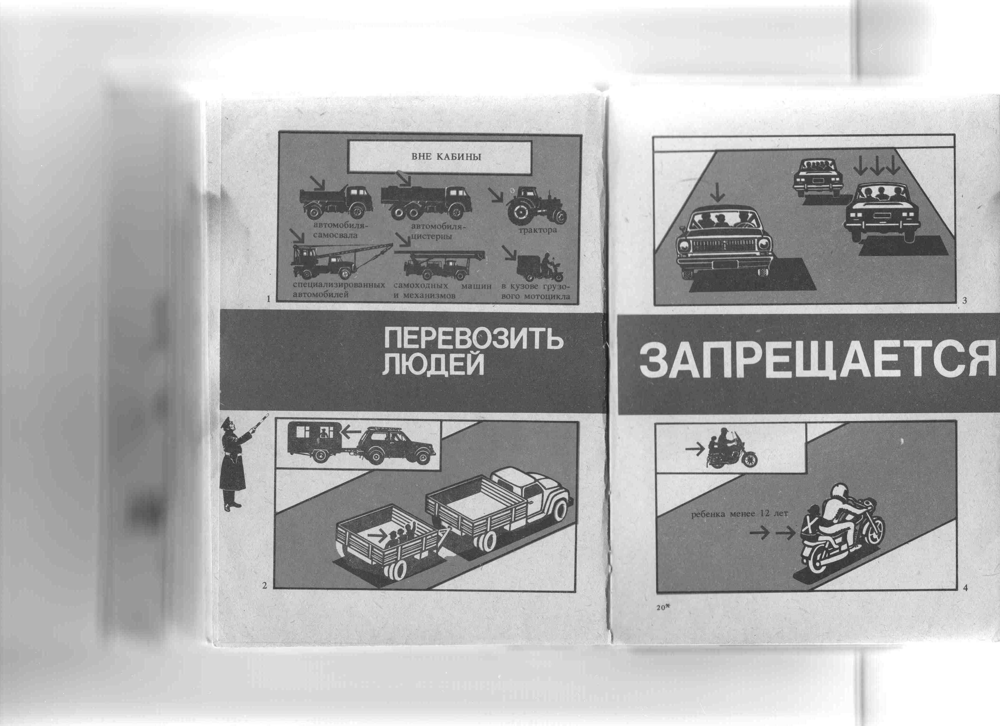 ВНЕ КАБИНЫ
автомобиля-
самосвала
автомобиля-
цистерны
трактора
специализированных
автомобилей
самоходных машин
и механизмов
в кузове грузо-
вого мотоцикла
1
ПЕРЕВОЗИТЬ
ЛЮДЕЙ
2
3
ЗАПРЕЩАЕТСЯ
ребенка менее 12 лет
4
20*